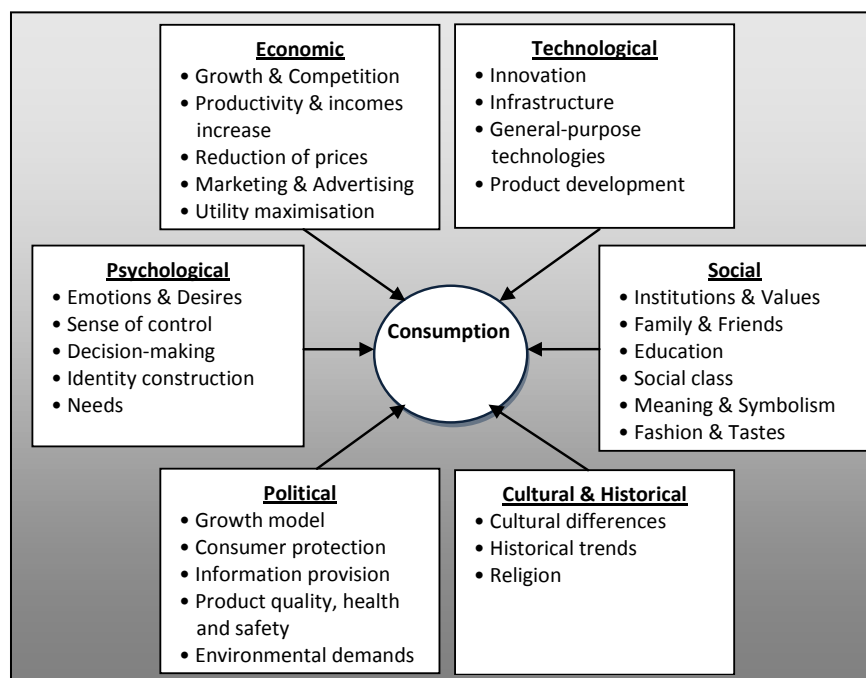 Economic
• Growth & Competition
• Productivity & incomes
increase
• Reduction of prices
• Marketing & Advertising
• Utility maximisation
Technological
• Innovation
• Infrastructure
• General-purpose
technologies
• Product development
Psychological
• Emotions & Desires
• Sense of control
• Decision-making
• Identity construction
• Needs
Consumption
Social
• Institutions & Values
• Family & Friends
• Education
• Social class
• Meaning & Symbolism
• Fashion & Tastes
Political
• Growth model
• Consumer protection
• Information provision
• Product quality, health
and safety
• Environmental demands
Cultural & Historical
• Cultural differences
• Historical trends
• Religion